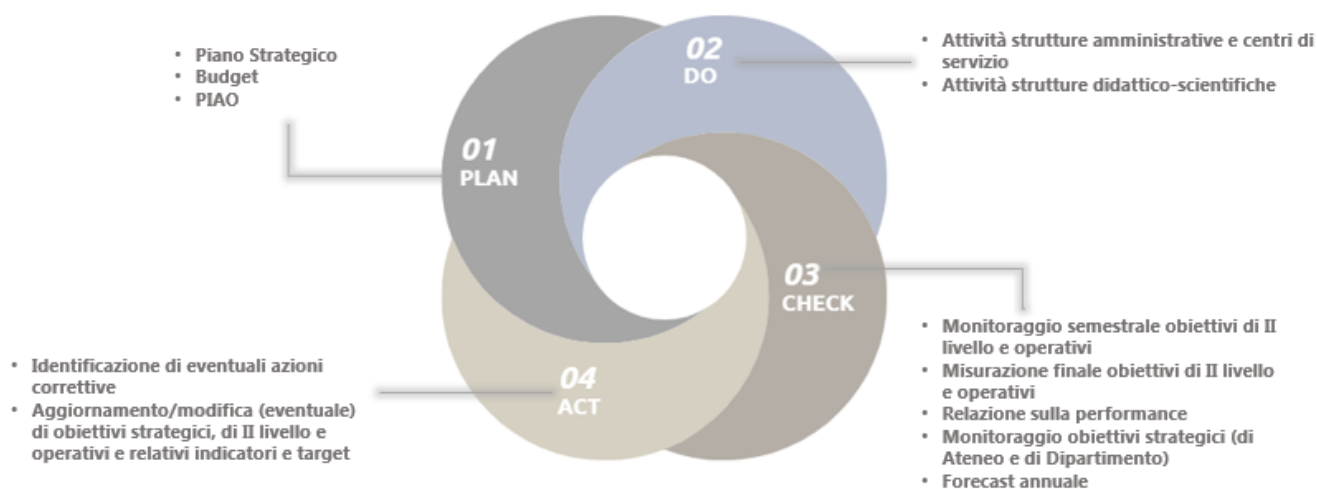 • Piano Strategico
• Budget
• PIAO
01
PLAN
02
DO
• Attività strutture amministrative e centri di
servizio
• Attività strutture didattico-scientifiche
03
CHECK
• Monitoraggio semestrale obiettivi di II
livello e operativi
• Misurazione finale obiettivi di II livello
e operativi
• Relazione sulla performance
• Monitoraggio obiettivi strategici (di
Ateneo e di Dipartimento)
• Forecast annuale
04
ACT
• Identificazione di eventuali azioni
correttive
• Aggiornamento/modifica (eventuale)
di obiettivi strategici, di II livello e
operativi e relativi indicatori e target